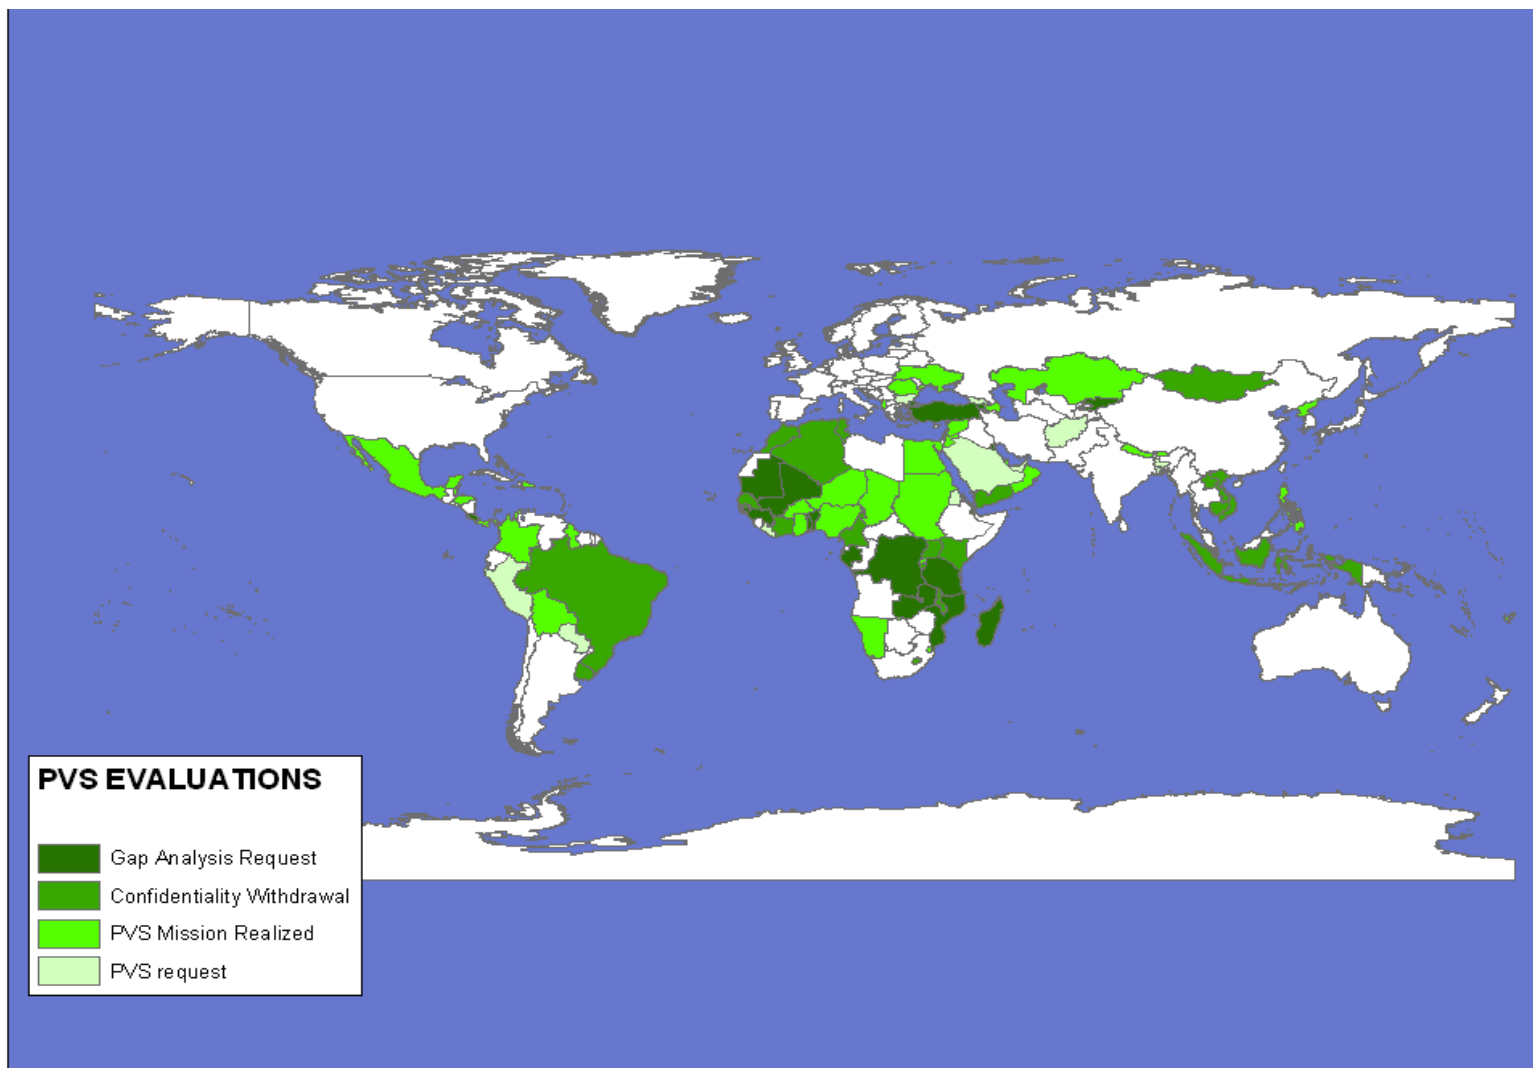 PVS EVALUATIONS
Gap Analysis Request
Confidentiality Withdrawal
PVS Mission Realized
PVS request